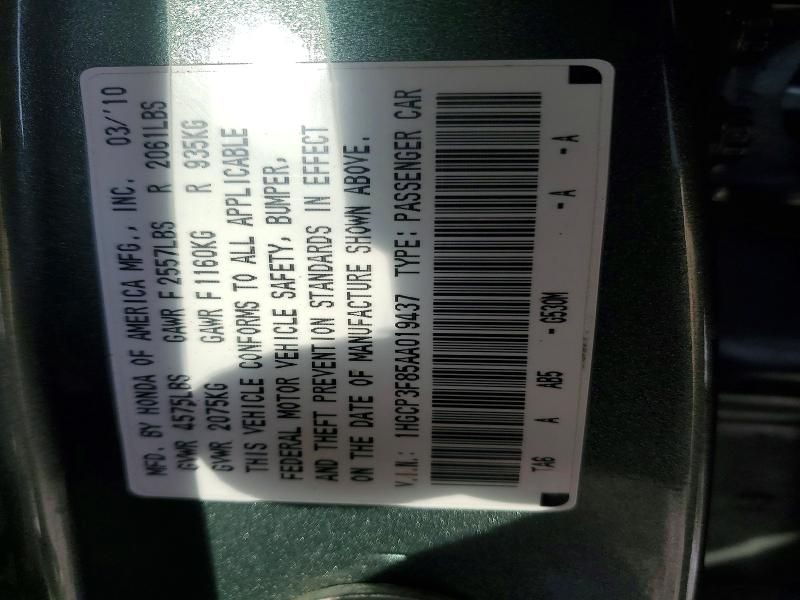 MFD. BY HONDA OF AMERICA MFG., INC. 03/'10
GVWR 4575LBS GAWR F 2557LBS R 2061LBS
GVWR 2075KG GAWR F 1160KG R 935KG
THIS VEHICLE CONFORMS TO ALL APPLICABLE
FEDERAL MOTOR VEHICLE SAFETY, BUMPER,
AND THEFT PREVENTION STANDARDS IN EFFECT
ON THE DATE OF MANUFACTURE SHOWN ABOVE.
V.I.N.: 1HGCP3F85AA019437 TYPE: PASSENGER CAR
TA6 A AB5 - G530M - A - A